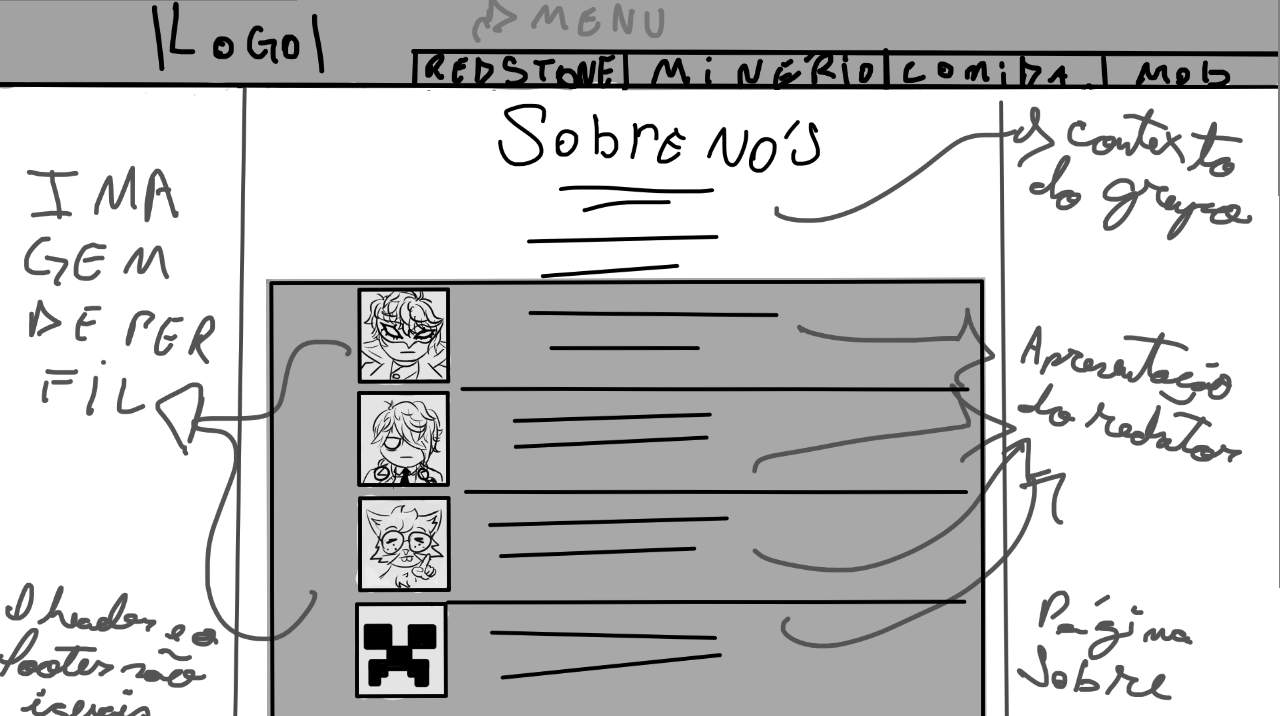 MENU
|LOGO|
REDSTONE MiNÉRiO COMiDA MOB
SObRE NÓS
contexto
do grupo
IMA
GEM
DE PER
FiL
Apresentação
do redator
O header e o
footer são
iguais
Página
Sobre